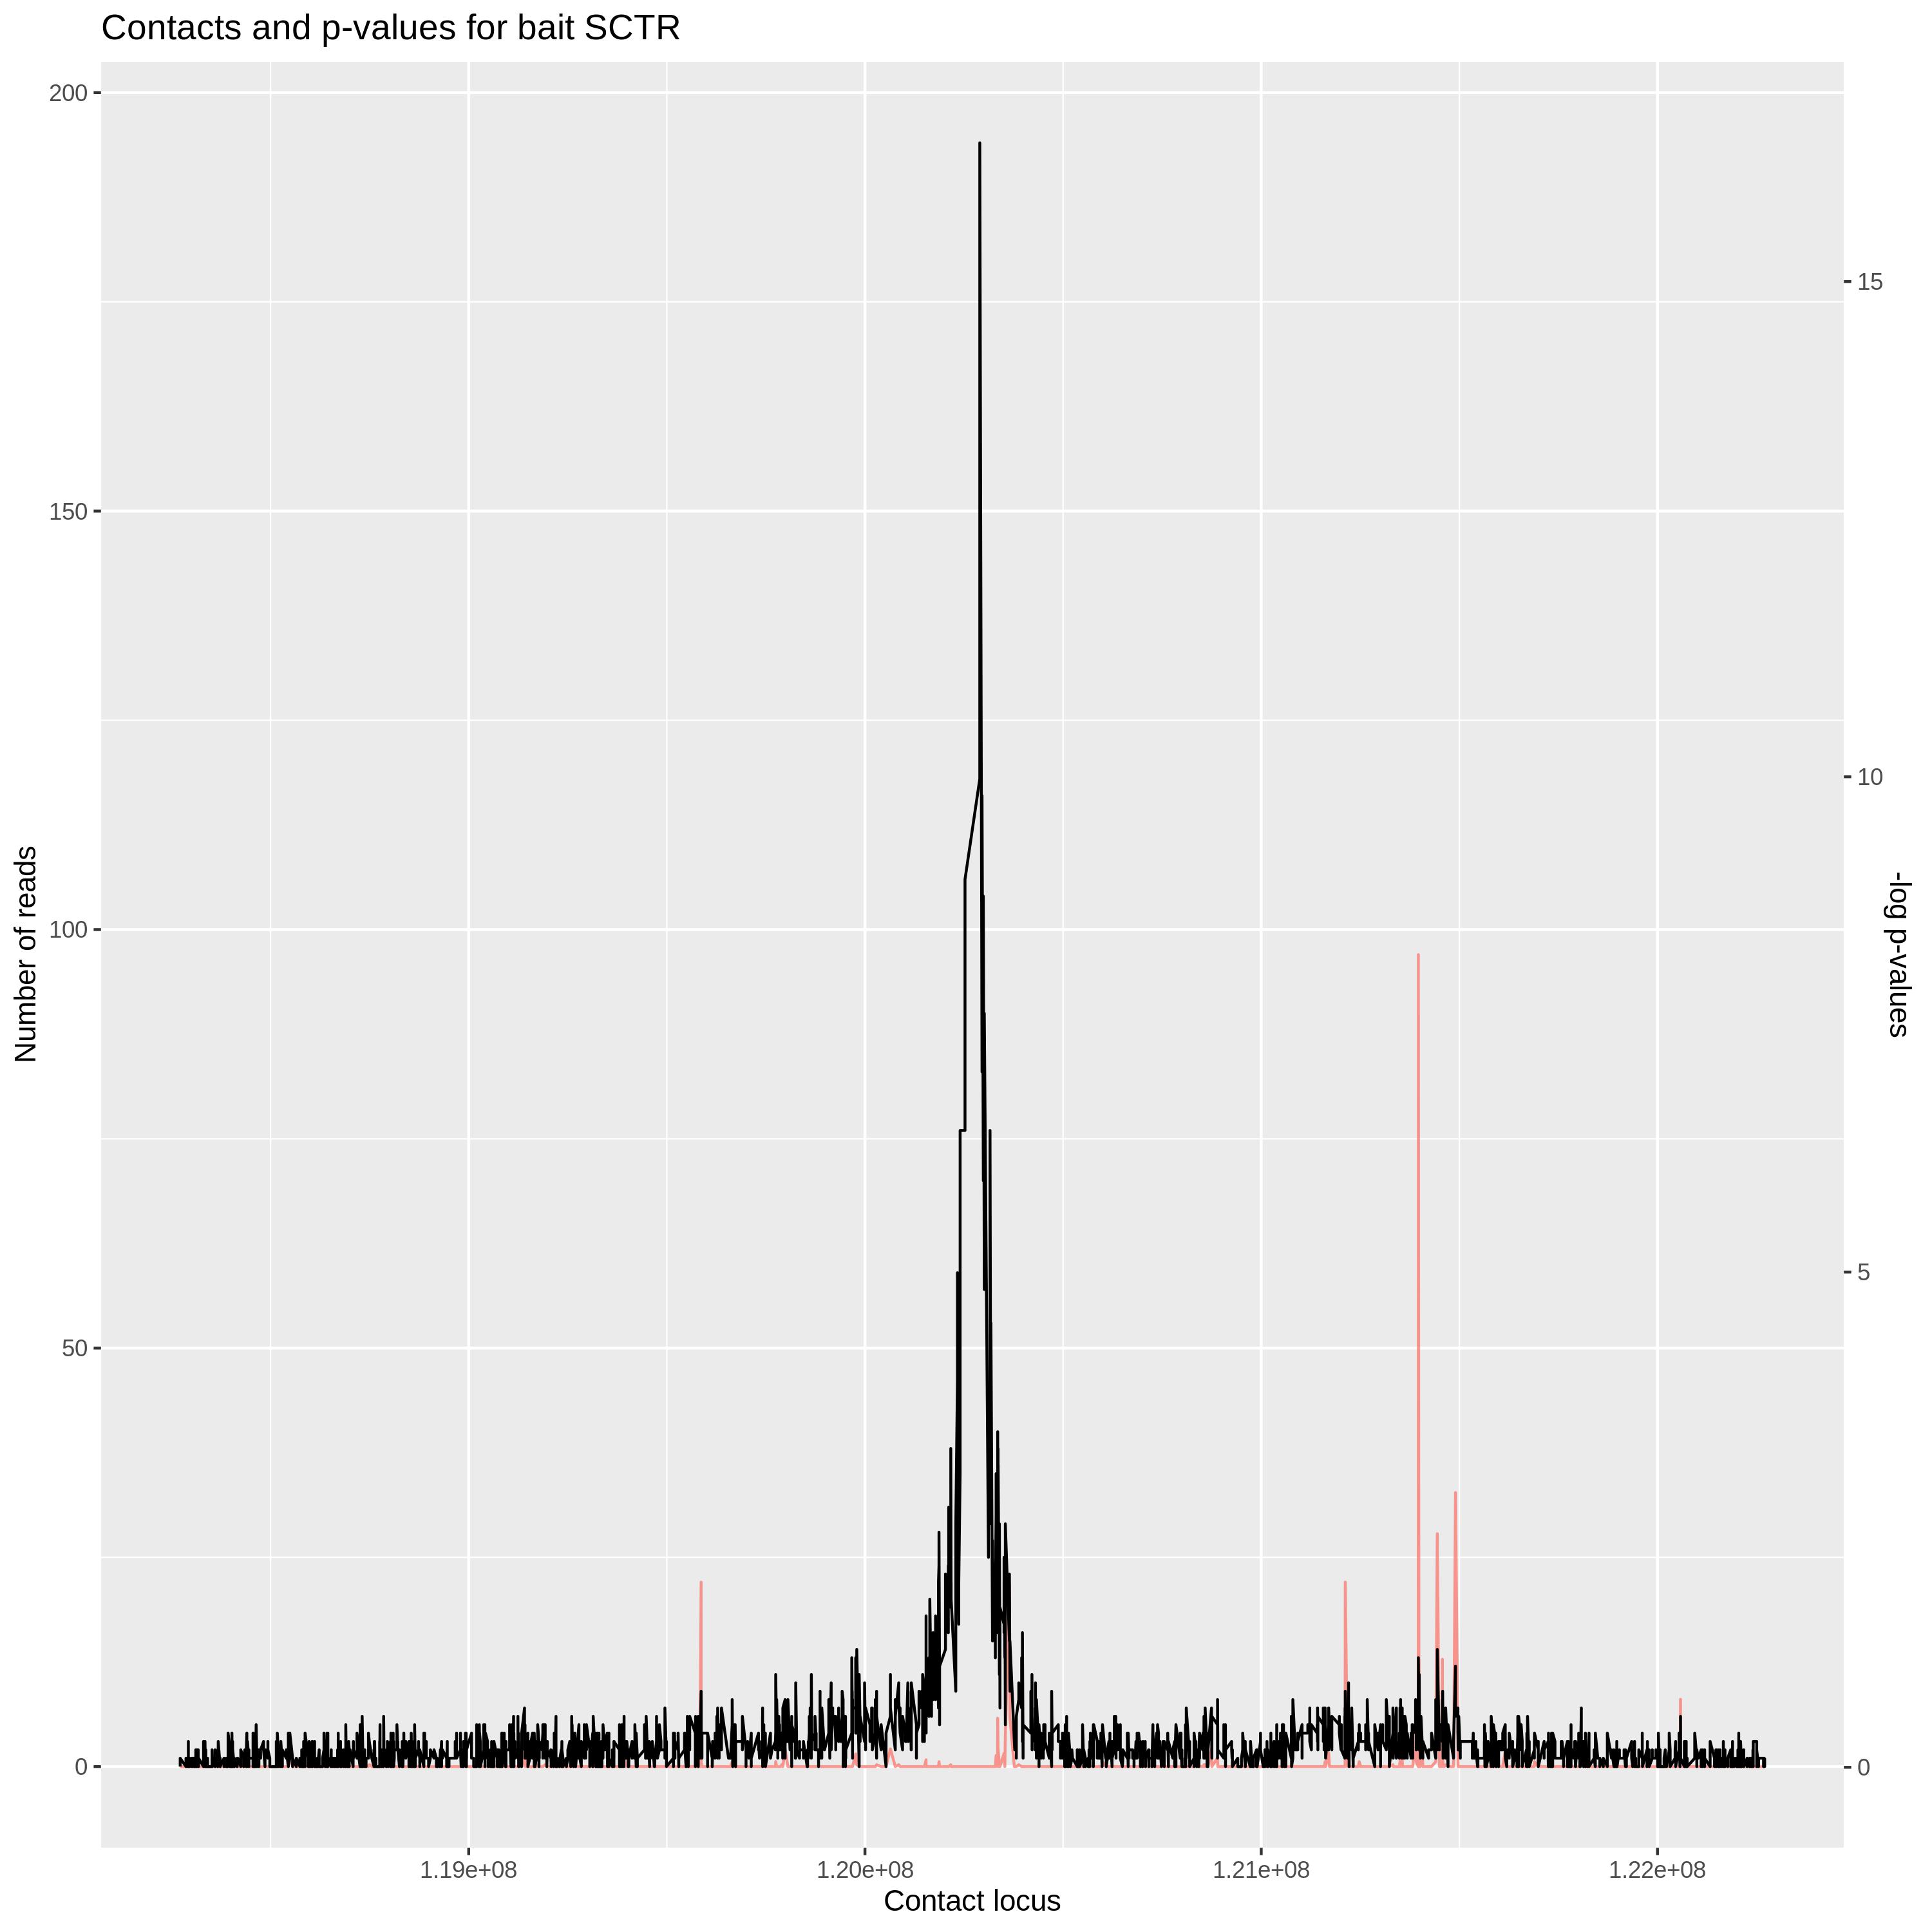 Contacts and p-values for bait SCTR
200
150
100
50
0
Number of reads
15
10
5
0
-log p-values
1.19e+08
1.20e+08
1.21e+08
1.22e+08
Contact locus